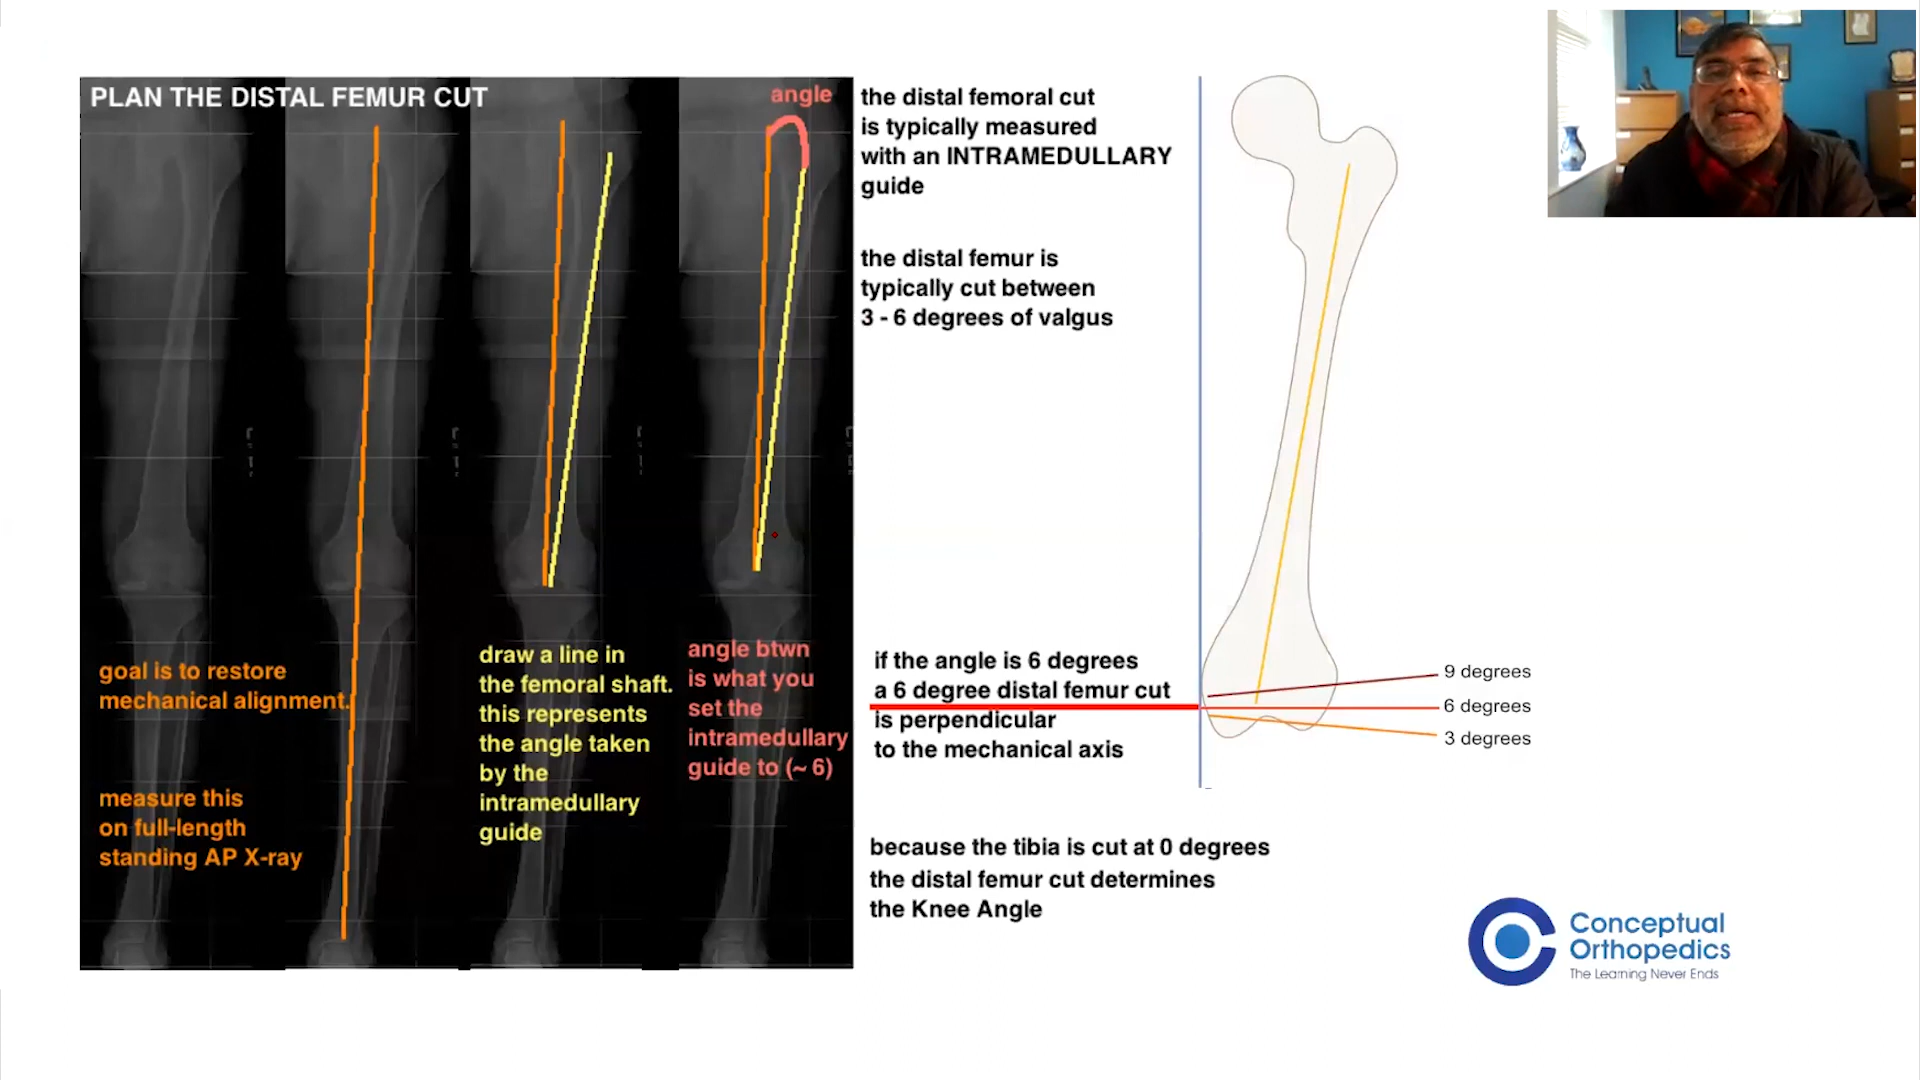 PLAN THE DISTAL FEMUR CUT
goal is to restore
mechanical alignment.
measure this
on full-length
standing AP X-ray
draw a line in
the femoral shaft.
this represents
the angle taken
by the
intramedullary
guide
angle
angle btwn
is what you
set the
intramedullary
guide to (~ 6)
the distal femoral cut
is typically measured
with an INTRAMEDULLARY
guide
the distal femur is
typically cut between
3 - 6 degrees of valgus
if the angle is 6 degrees
a 6 degree distal femur cut
is perpendicular
to the mechanical axis
because the tibia is cut at 0 degrees
the distal femur cut determines
the Knee Angle
9 degrees
6 degrees
3 degrees
Conceptual
Orthopedics
The Learning Never Ends